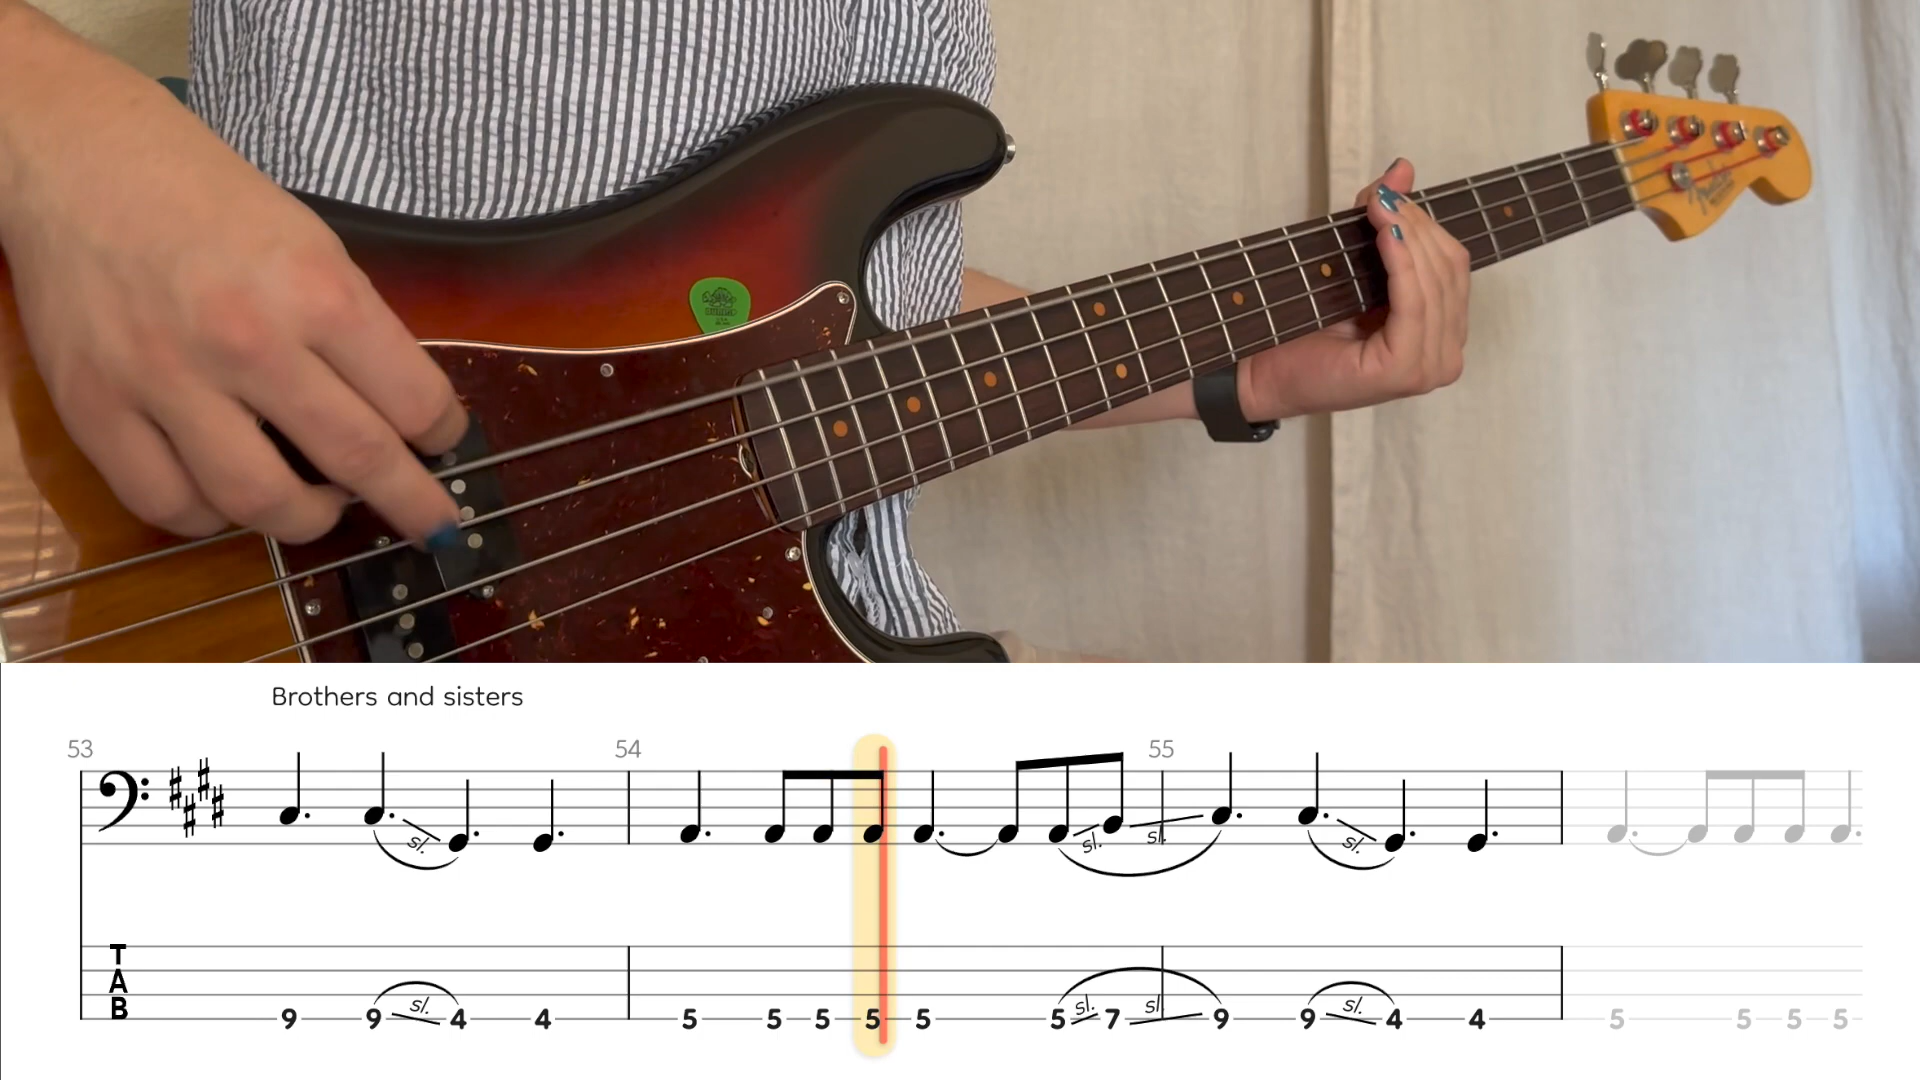 Fender
Brothers and sisters
53 54 55
sl. sl. sl. sl.
T
A
B
sl. sl. sl. sl.
9 9 4 4 5 5 5 5 5 5 7 9 9 4 4 5 5 5 5